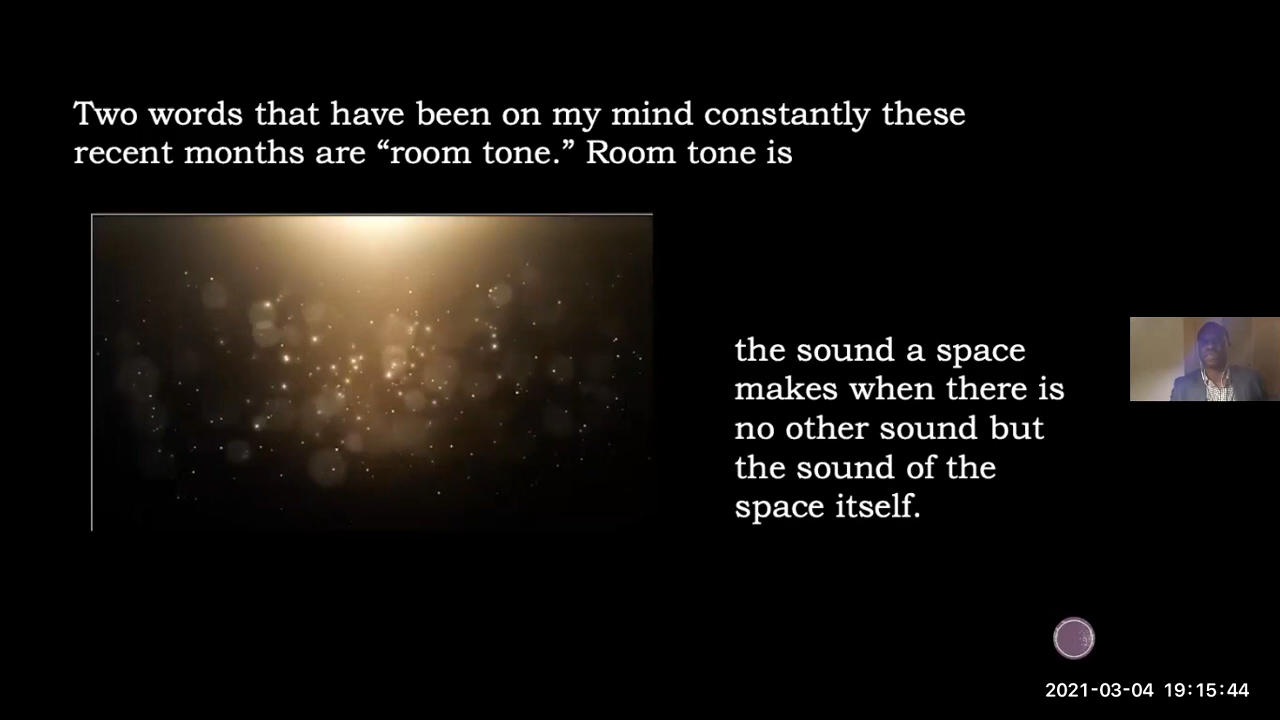 Two words that have been on my mind constantly these
recent months are “room tone.” Room tone is
the sound a space
makes when there is
no other sound but
the sound of the
space itself.
2021-03-04 19:15:44